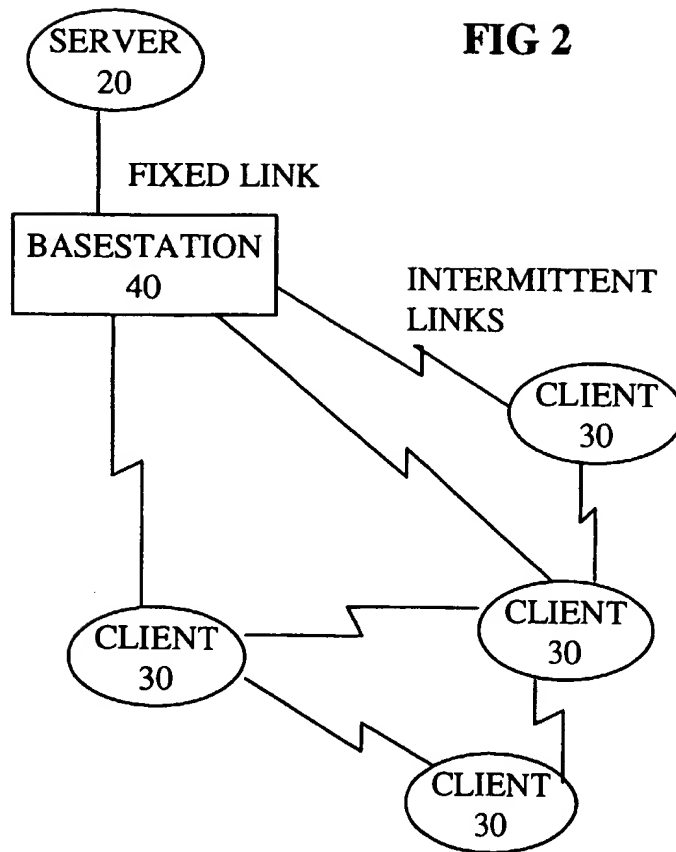 FIG 2
SERVER
20
FIXED LINK
BASESTATION
40
INTERMITTENT
LINKS
CLIENT
30
CLIENT
30
CLIENT
30
CLIENT
30